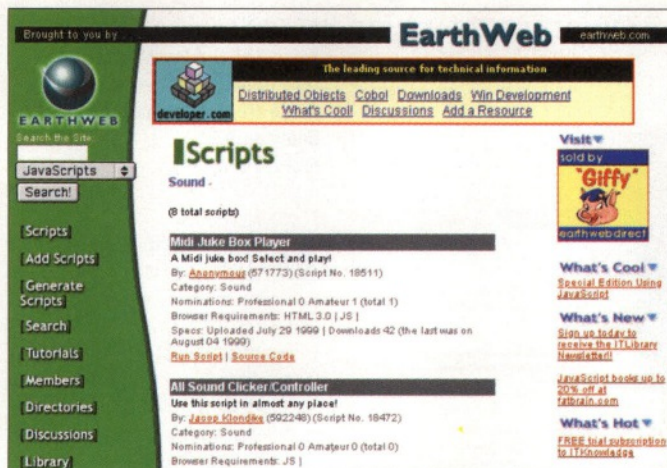 Brought to you by ... EarthWeb earthweb.com
EARTHWEB
Search the Site:
JavaScripts
Search!
Scripts
Add Scripts
Generate
Scripts
Search
Tutorials
Members
Directories
Discussions
Library
developer.com
The leading source for technical information
Distributed Objects Cobol Downloads Win Development
What's Cool! Discussions Add a Resource
Scripts
Sound -
(8 total scripts)
Midi Juke Box Player
A Midi juke box! Select and play!
By: Anonymous (571773) (Script No. 18511)
Category: Sound
Nominations: Professional 0 Amateur 1 (total 1)
Browser Requirements: HTML 3.0 | JS |
Specs: Uploaded July 29 1999 | Downloads 42 (the last was on
August 04 1999)
Run Script | Source Code
All Sound Clicker/Controller
Use this script in almost any place!
By: Jason Klondike (592248) (Script No. 18472)
Category: Sound
Nominations: Professional 0 Amateur 0 (total 0)
Browser Requirements: JS |
Visit
sold by
"Giffy"
earthwebdirect
What's Cool
Special Edition Using
JavaScript
What's New
Sign up today to
receive the ITLibrary
Newsletter!!
JavaScript books up to
20% off at
fatbrain.com
What's Hot
FREE trial subscription
to ITKnowledge